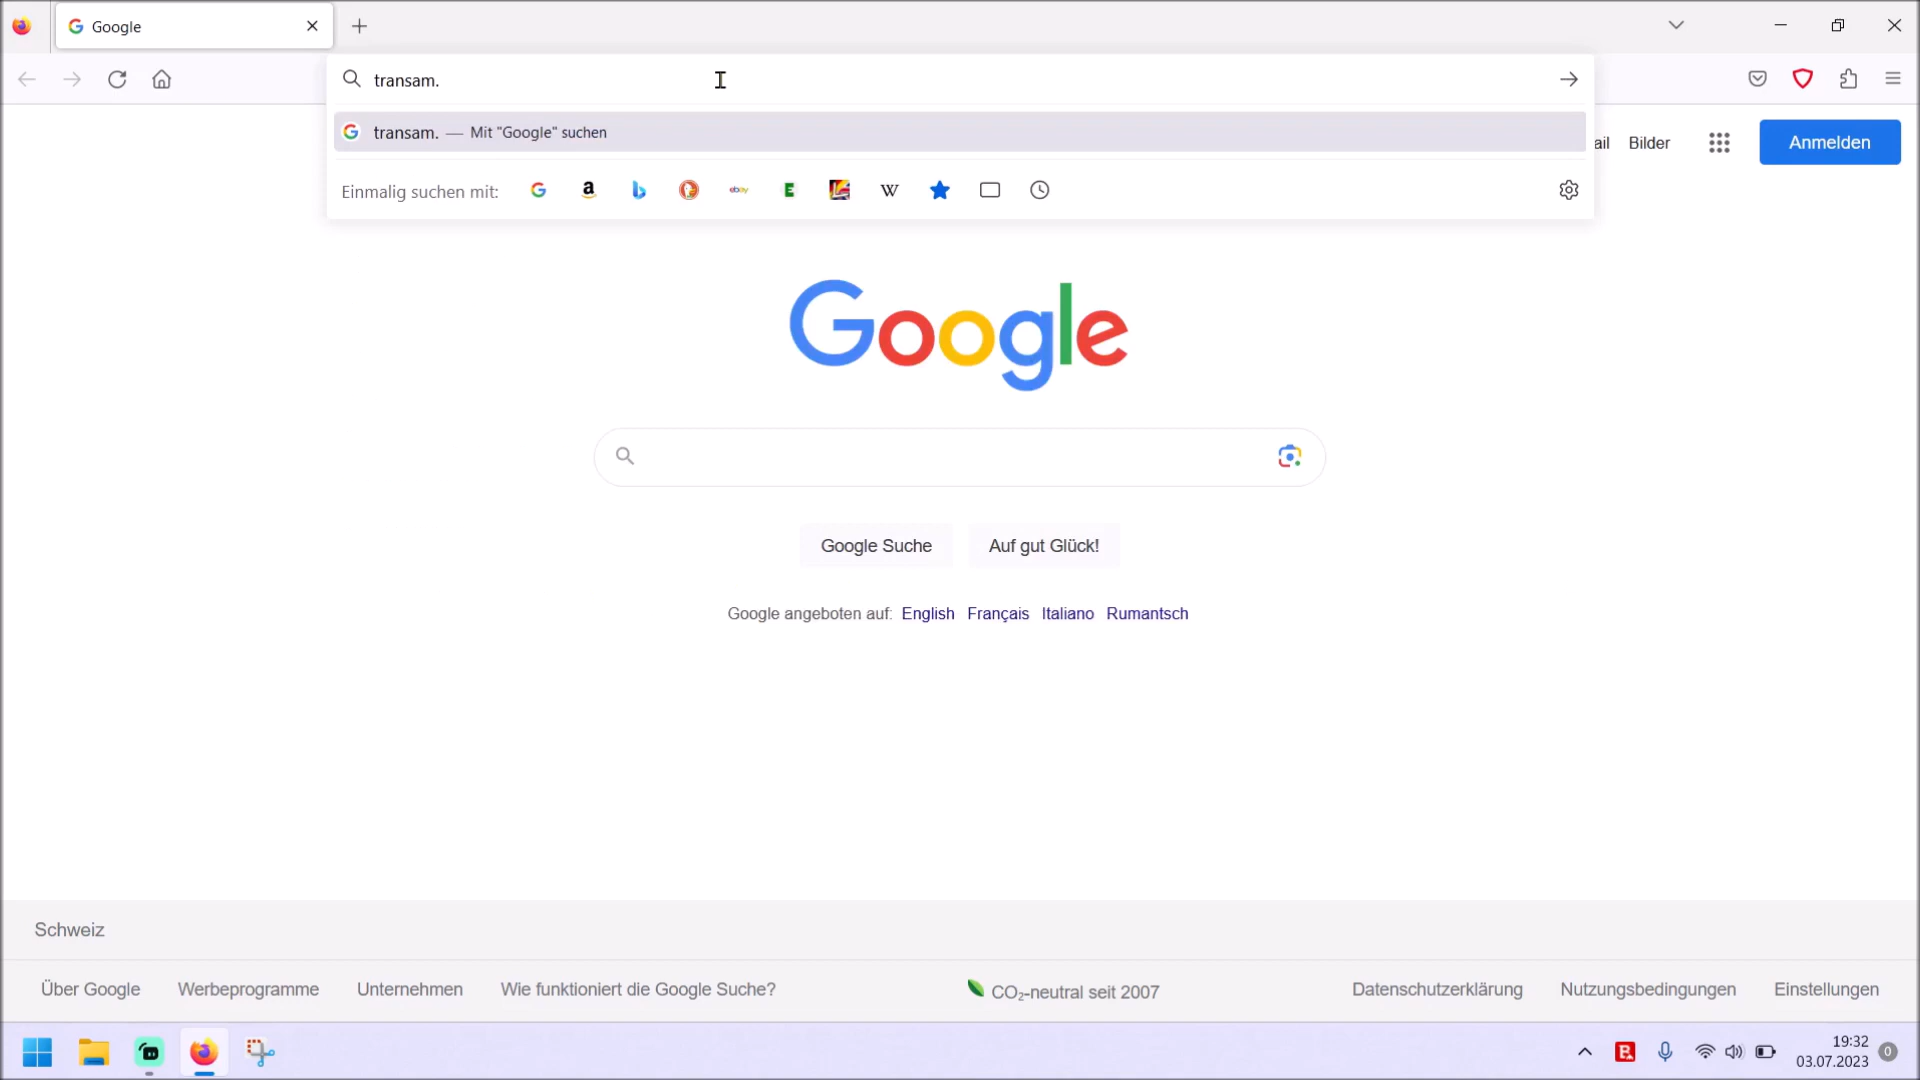 Google
transam.
transam. — Mit "Google" suchen
Einmalig suchen mit:
ail Bilder Anmelden
Google
Google Suche Auf gut Glück!
Google angeboten auf: English Français Italiano Rumantsch
Schweiz
Über Google Werbeprogramme Unternehmen Wie funktioniert die Google Suche? CO₂-neutral seit 2007 Datenschutzerklärung Nutzungsbedingungen Einstellungen
19:32
03.07.2023 0